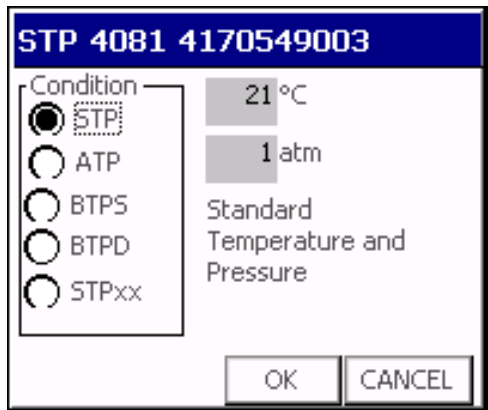 STP 4081 4170549003
Condition
STP
ATP
BTPS
BTPD
STPxx
21 °C
1 atm
Standard
Temperature and
Pressure
OK
CANCEL